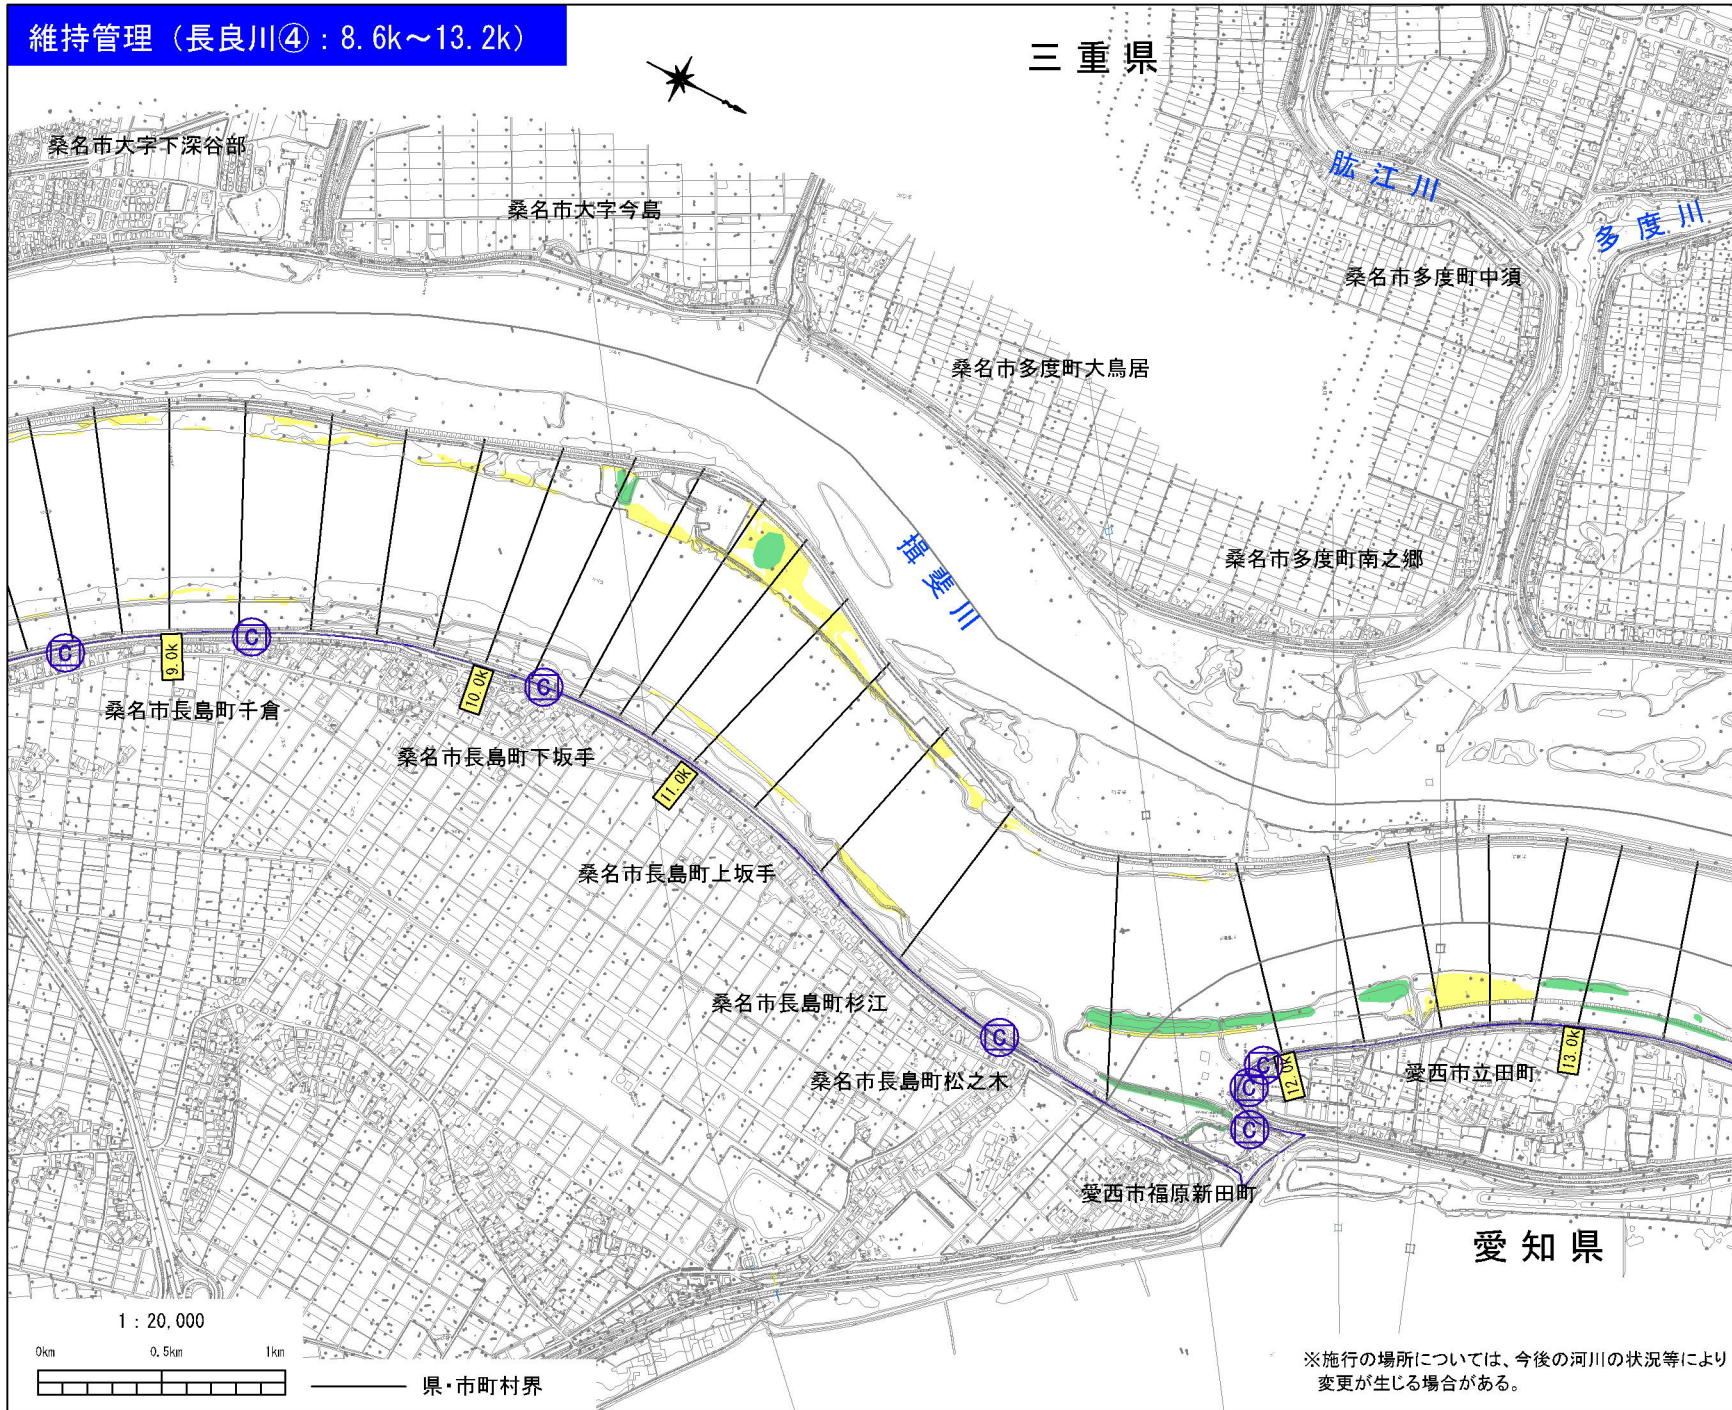 維持管理（長良川④：8.6k～13.2k）
三重県
桑名市大字下深谷部
桑名市大字今島
肱江川
多度川
桑名市多度町中須
桑名市多度町大鳥居
揖斐川
桑名市多度町南之郷
C
C
C
9.0k
10.0k
桑名市長島町千倉
桑名市長島町下坂手
11.0k
桑名市長島町上坂手
桑名市長島町杉江
C
桑名市長島町松之木
C
C
C
12.0k
13.0k
愛西市立田町
愛西市福原新田町
愛知県
1：20,000
0km 0.5km 1km
県・市町村界
※施行の場所については、今後の河川の状況等により
変更が生じる場合がある。